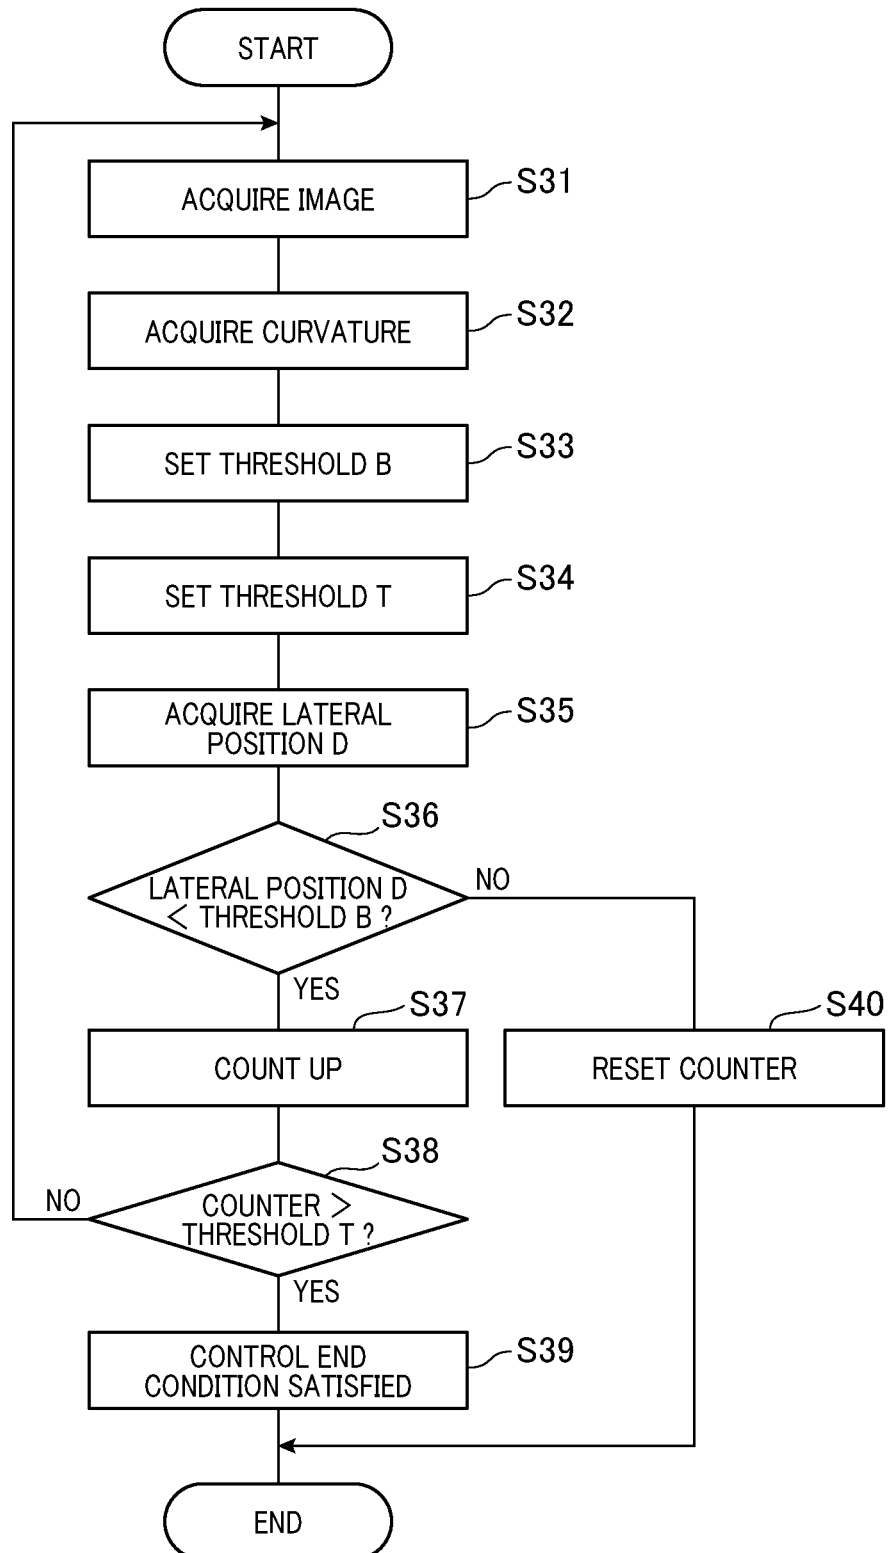 START
ACQUIRE IMAGE
S31
ACQUIRE CURVATURE
S32
SET THRESHOLD B
S33
SET THRESHOLD T
S34
ACQUIRE LATERAL
POSITION D
S35
S36
LATERAL POSITION D
< THRESHOLD B ?
NO
YES
S37
COUNT UP
S40
RESET COUNTER
S38
COUNTER >
THRESHOLD T ?
NO
YES
CONTROL END
CONDITION SATISFIED
S39
END